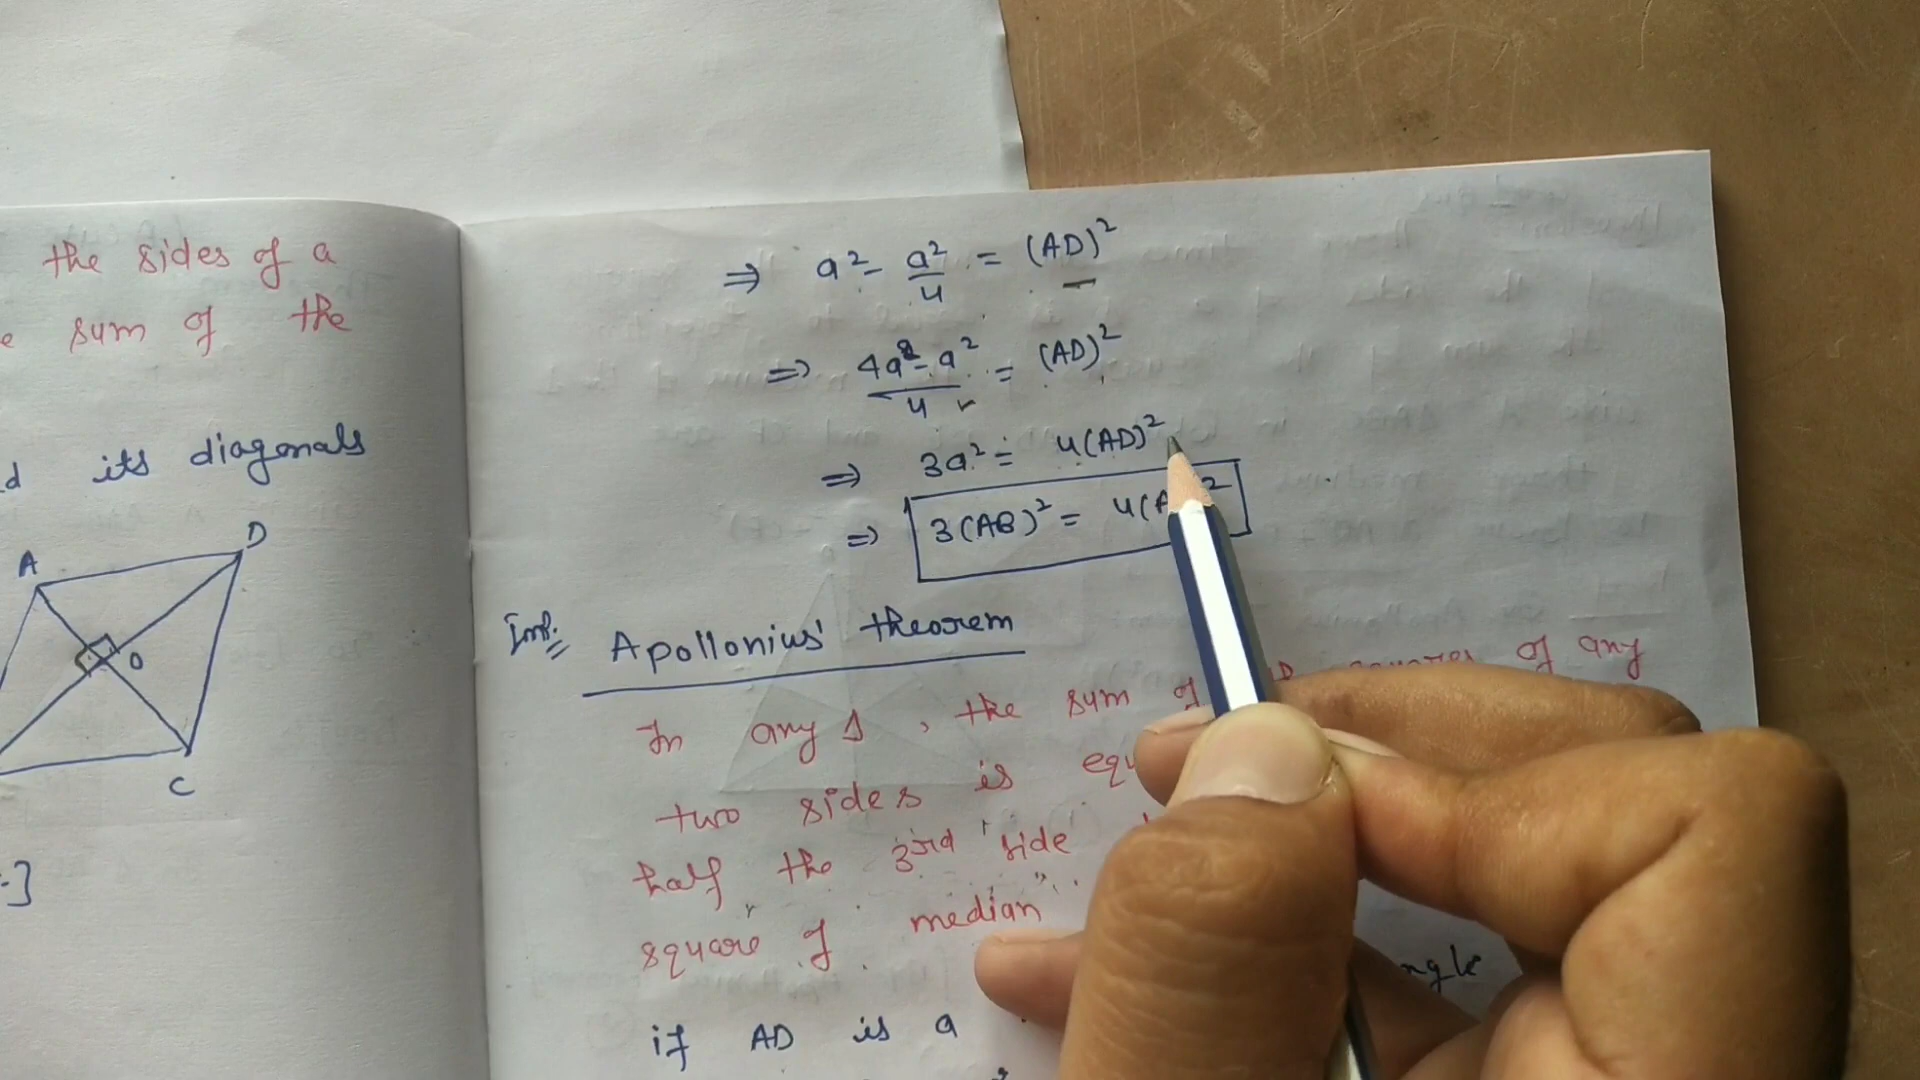 the sides of a
sum of the
its diagonals
A
D
O
C
⇒ a² - a²/4 = (AD)²
⇒ 4a² - a²/4 = (AD)²
⇒ 3a² = 4(AD)²
⇒ 3(AB)² = 4(A ²
Imp. Apollonius' theorem
In any Δ, the sum of squares of any
two sides is
half the 3rd side
square of median
if AD is a